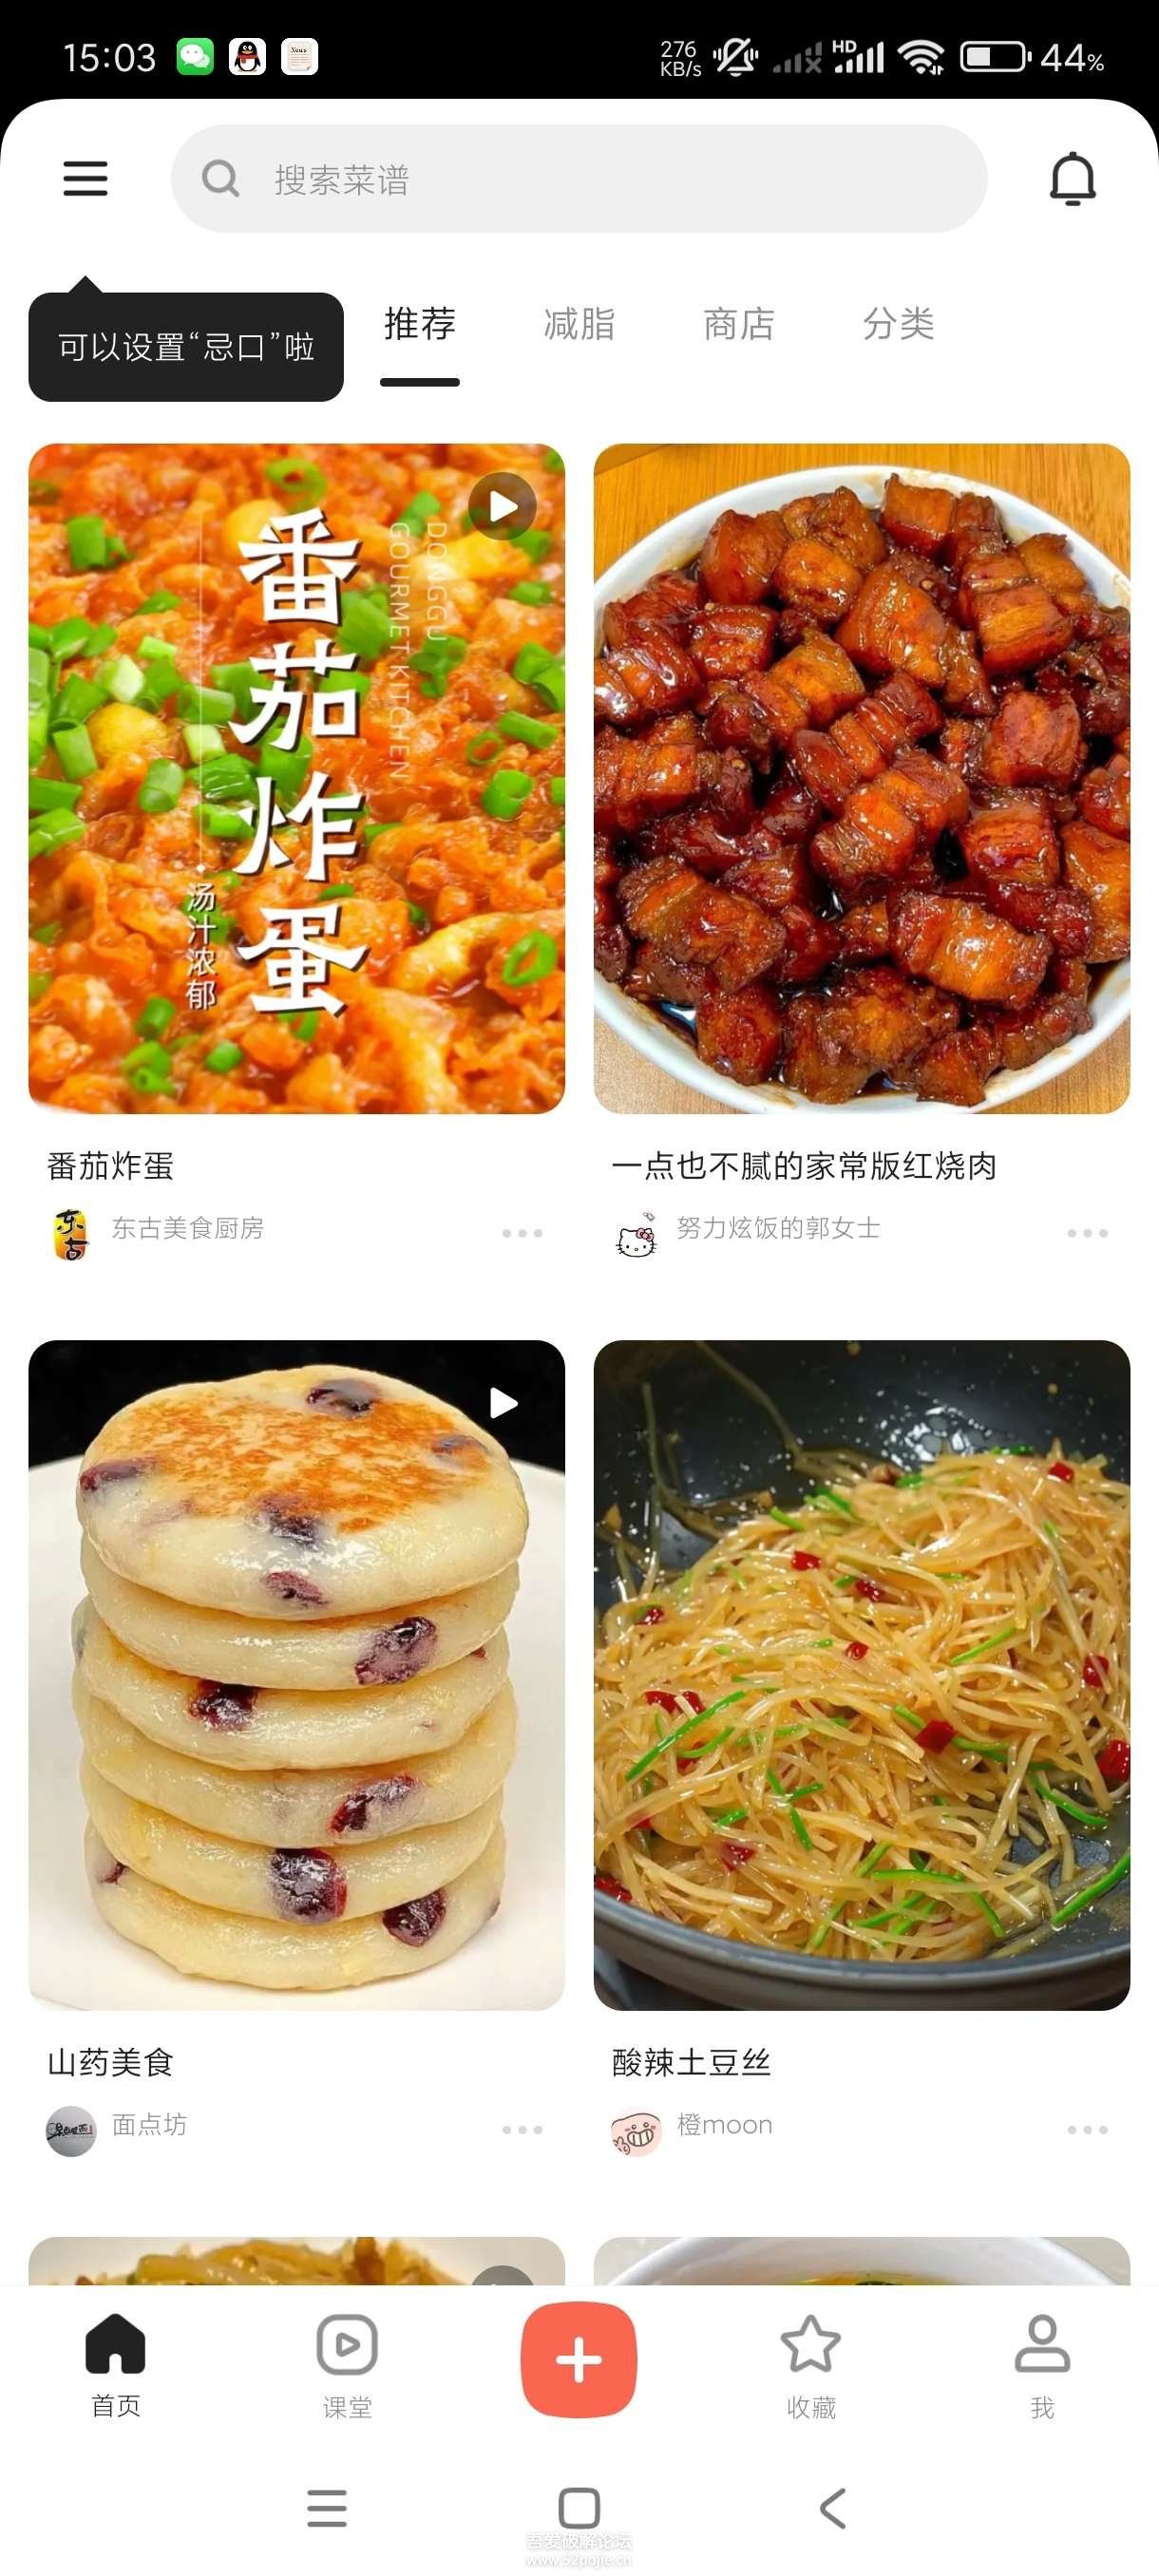 15:03
276
KB/s
HD
44%
搜索菜谱
可以设置“忌口”啦
推荐
减脂
商店
分类
番茄炸蛋
DONGGU
GOURMET KITCHEN
汤汁浓郁
番茄炸蛋
一点也不腻的家常版红烧肉
东古
东古美食厨房
努力炫饭的郭女士
山药美食
酸辣土豆丝
面点坊
橙moon
首页
课堂
收藏
我
吾爱破解论坛
www.52pojie.cn